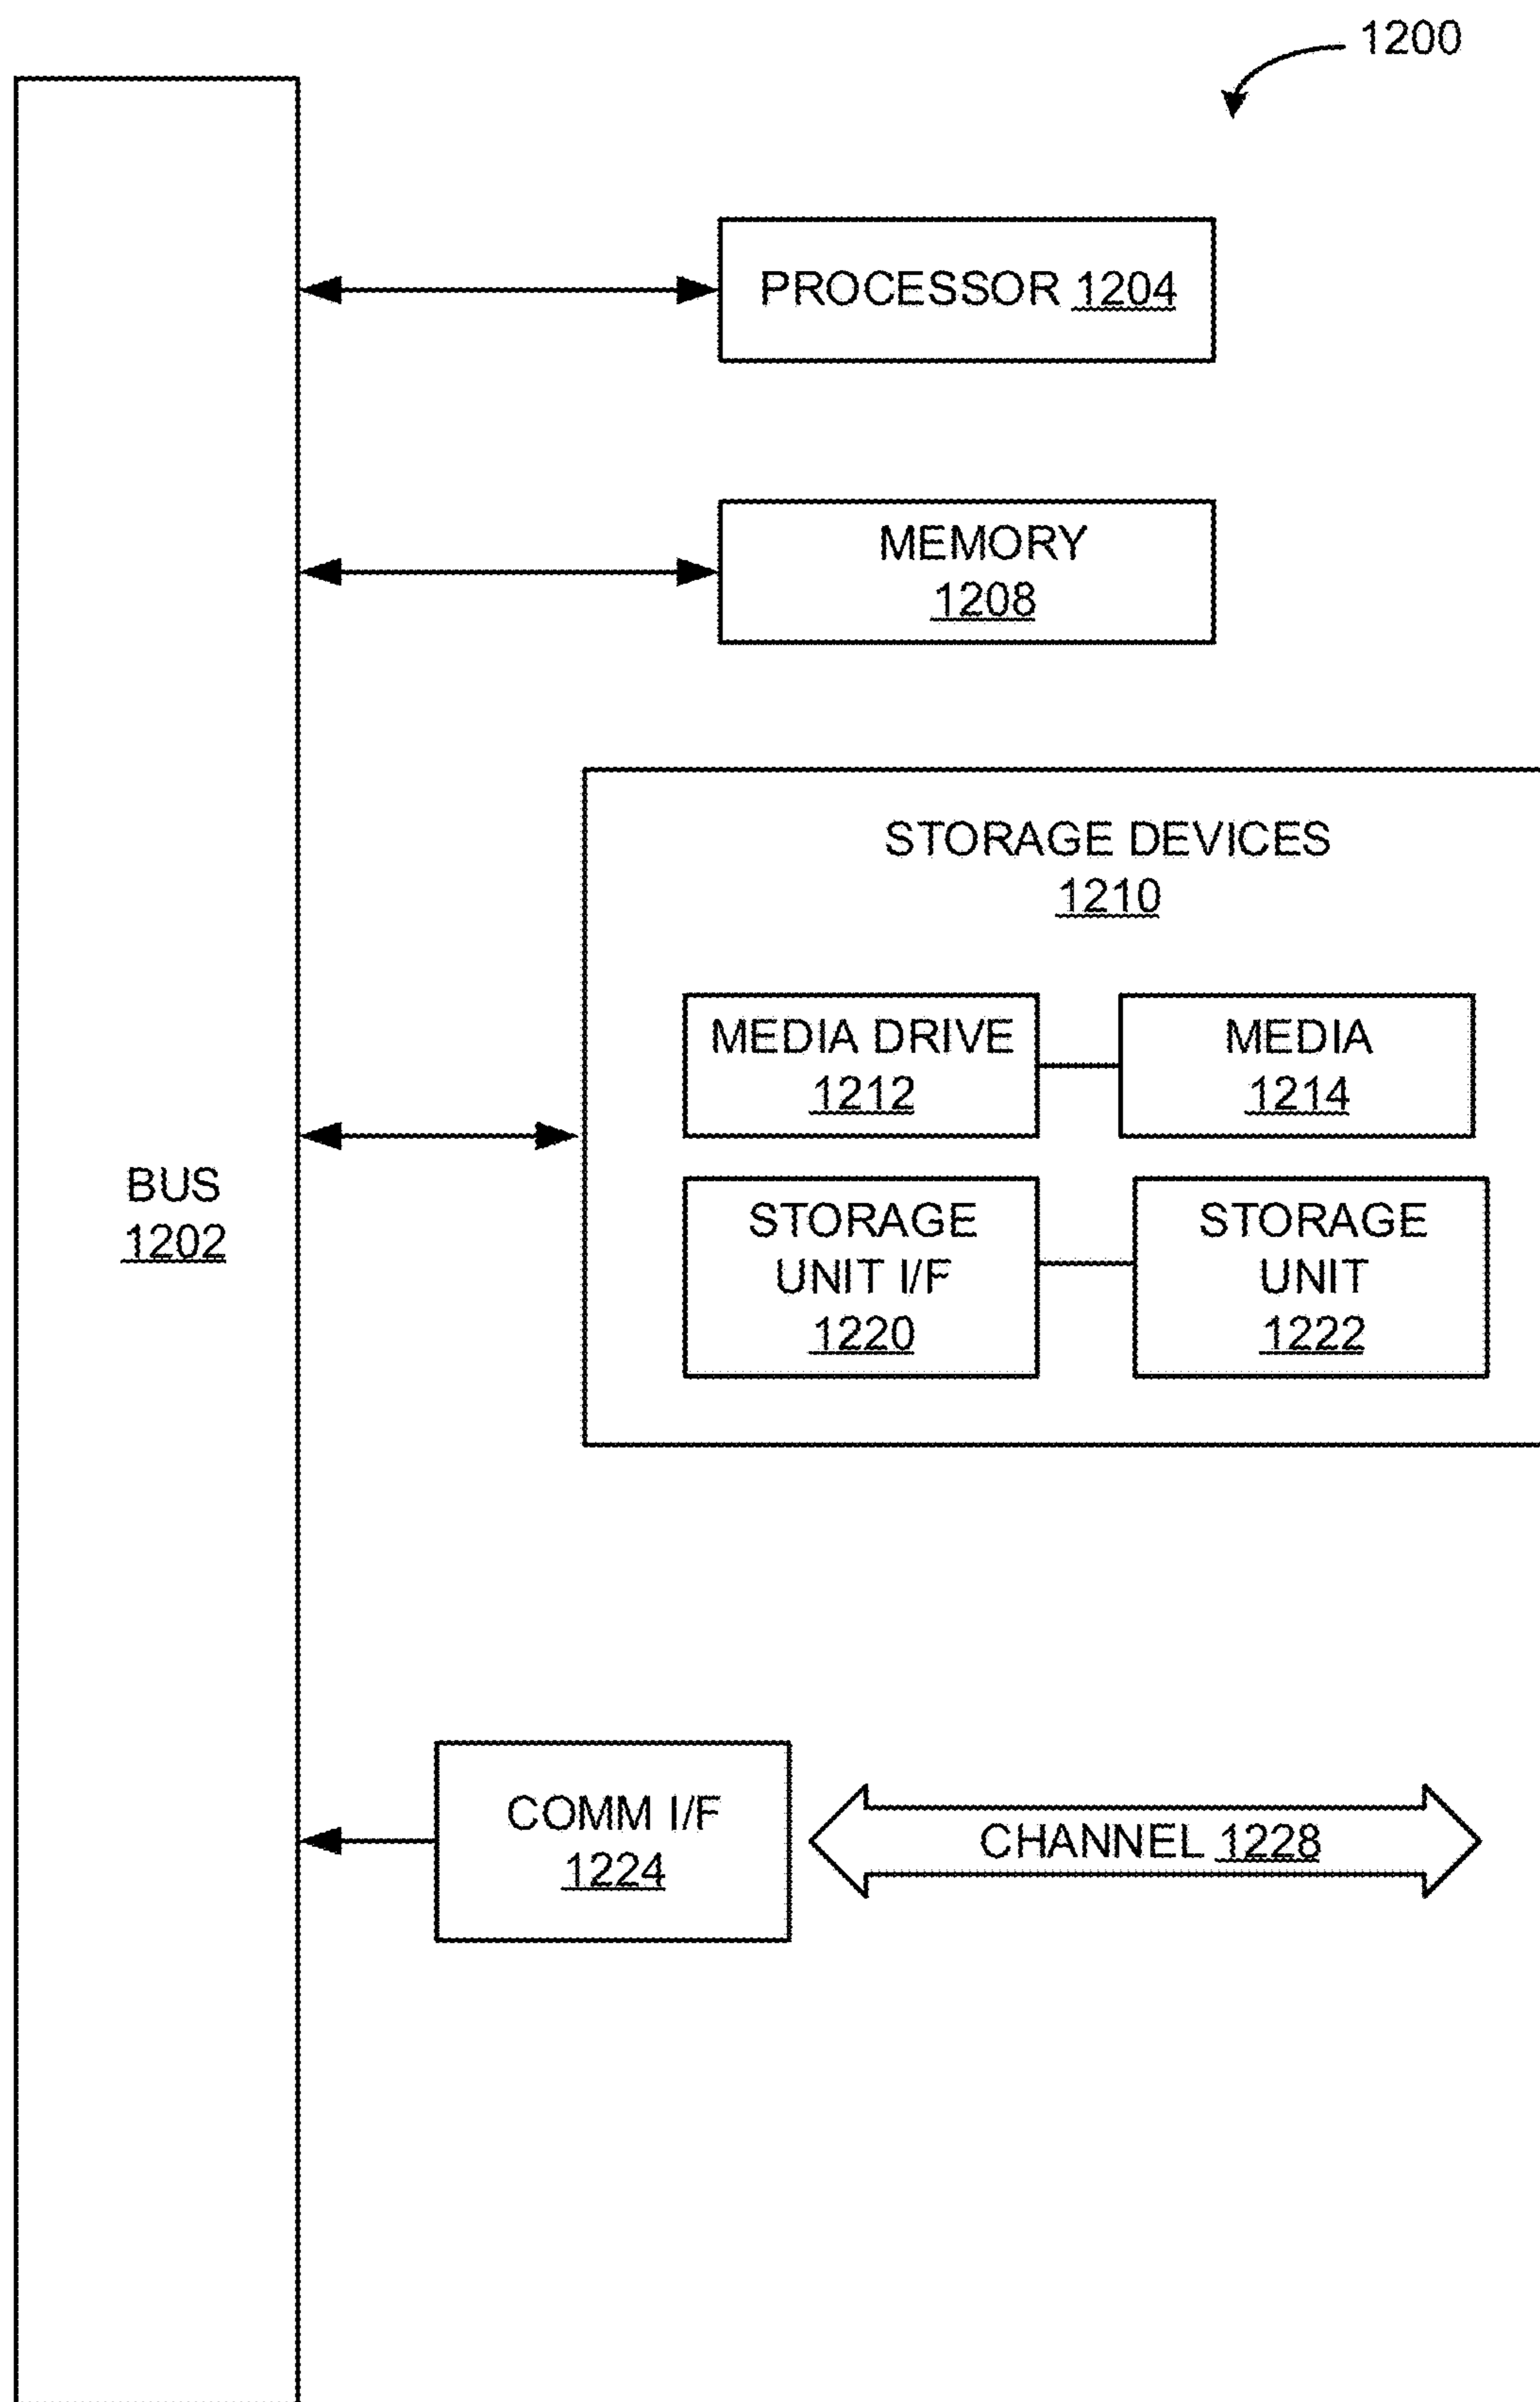 1200
PROCESSOR 1204
MEMORY
1208
STORAGE DEVICES
1210
MEDIA DRIVE
1212
MEDIA
1214
BUS
1202
STORAGE
UNIT I/F
1220
STORAGE
UNIT
1222
COMM I/F
1224
CHANNEL 1228